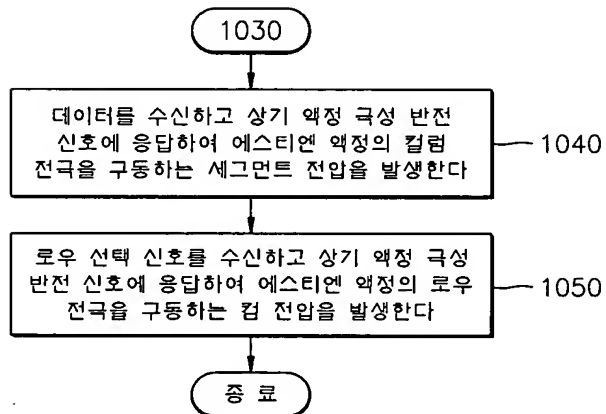 1030
데이터를 수신하고 상기 액정 극성 반전
신호에 응답하여 에스티엔 액정의 컬럼
전극을 구동하는 세그먼트 전압을 발생한다
1040
로우 선택 신호를 수신하고 상기 액정 극성
반전 신호에 응답하여 에스티엔 액정의 로우
전극을 구동하는 컴 전압을 발생한다
1050
종 료